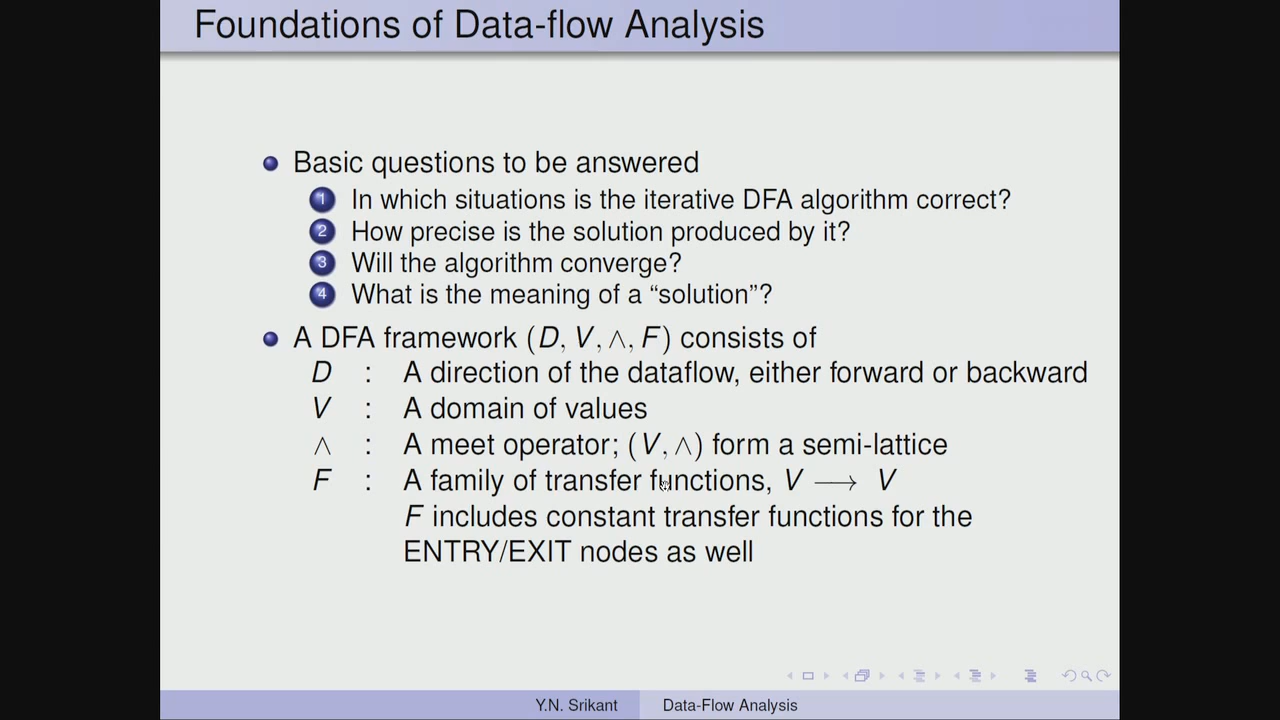 Foundations of Data-flow Analysis
Basic questions to be answered
1 In which situations is the iterative DFA algorithm correct?
2 How precise is the solution produced by it?
3 Will the algorithm converge?
4 What is the meaning of a “solution”?
A DFA framework (D, V, ∧, F) consists of
D : A direction of the dataflow, either forward or backward
V : A domain of values
∧ : A meet operator; (V, ∧) form a semi-lattice
F : A family of transfer functions, V ⟶ V
F includes constant transfer functions for the
ENTRY/EXIT nodes as well
Y.N. Srikant Data-Flow Analysis